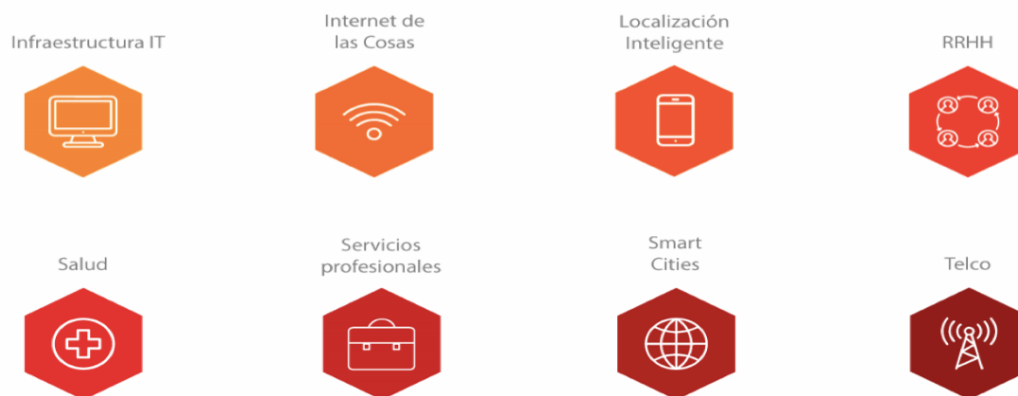 Infraestructura IT
Internet de
las Cosas
Localización
Inteligente
RRHH
Salud
Servicios
profesionales
Smart
Cities
Telco